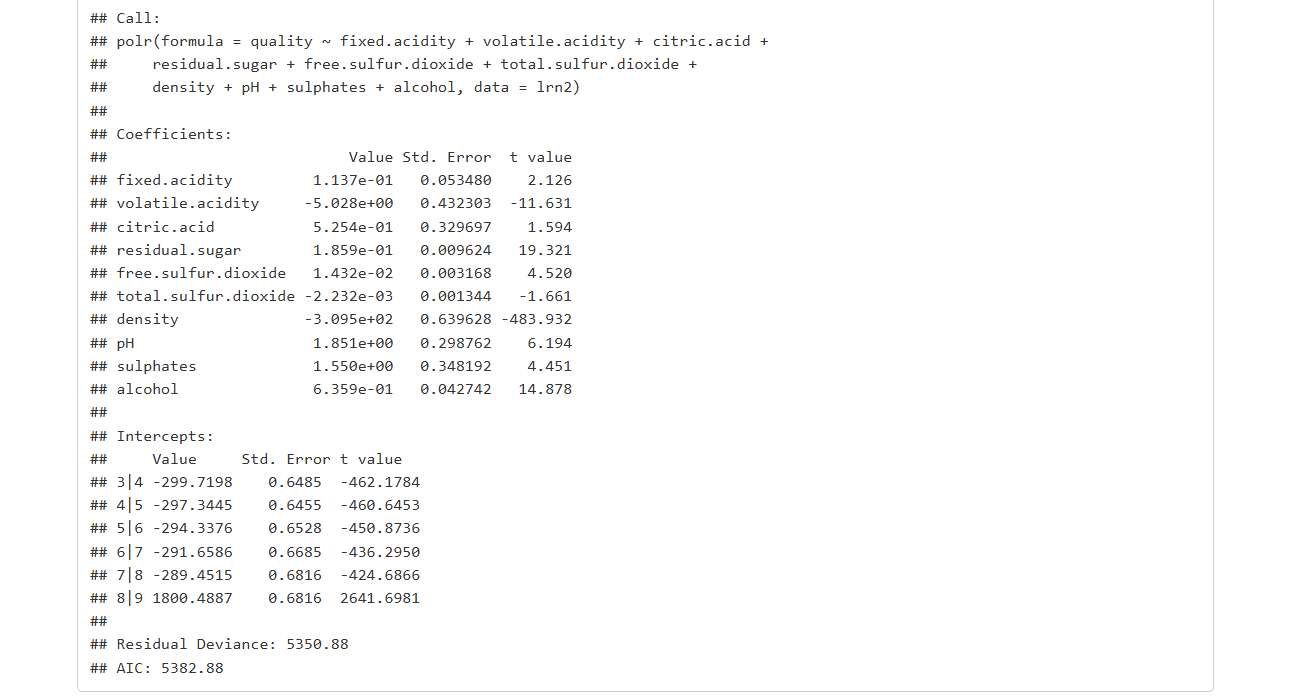 ## Call:
## polr(formula = quality ~ fixed.acidity + volatile.acidity + citric.acid +
##     residual.sugar + free.sulfur.dioxide + total.sulfur.dioxide +
##     density + pH + sulphates + alcohol, data = lrn2)
##
## Coefficients:
##                           Value Std. Error  t value
## fixed.acidity         1.137e-01   0.053480    2.126
## volatile.acidity     -5.028e+00   0.432303  -11.631
## citric.acid           5.254e-01   0.329697    1.594
## residual.sugar        1.859e-01   0.009624   19.321
## free.sulfur.dioxide   1.432e-02   0.003168    4.520
## total.sulfur.dioxide -2.232e-03   0.001344   -1.661
## density              -3.095e+02   0.639628 -483.932
## pH                    1.851e+00   0.298762    6.194
## sulphates             1.550e+00   0.348192    4.451
## alcohol               6.359e-01   0.042742   14.878
##
## Intercepts:
##     Value     Std. Error t value
## 3|4 -299.7198    0.6485  -462.1784
## 4|5 -297.3445    0.6455  -460.6453
## 5|6 -294.3376    0.6528  -450.8736
## 6|7 -291.6586    0.6685  -436.2950
## 7|8 -289.4515    0.6816  -424.6866
## 8|9 1800.4887    0.6816  2641.6981
##
## Residual Deviance: 5350.88
## AIC: 5382.88